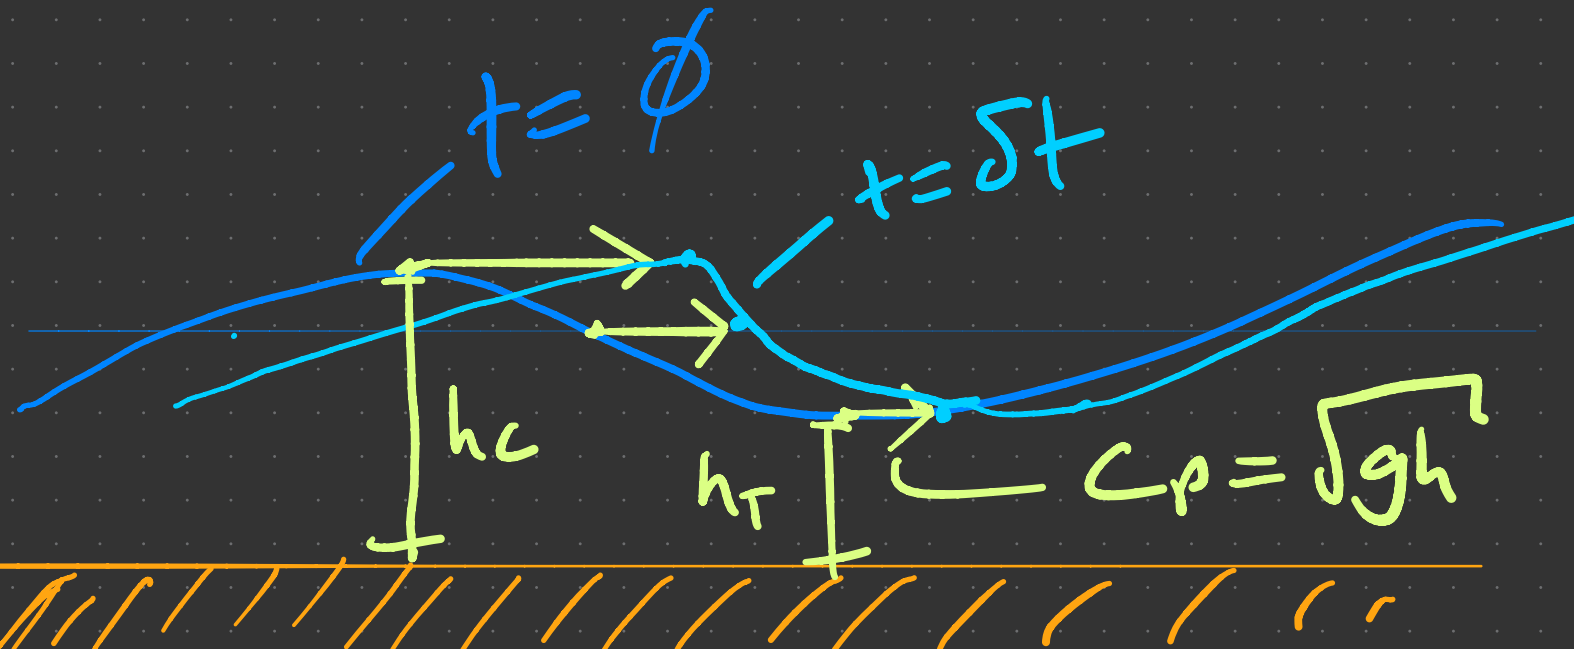 t = ϕ
t = δt
hc
hT
Cp = √gh